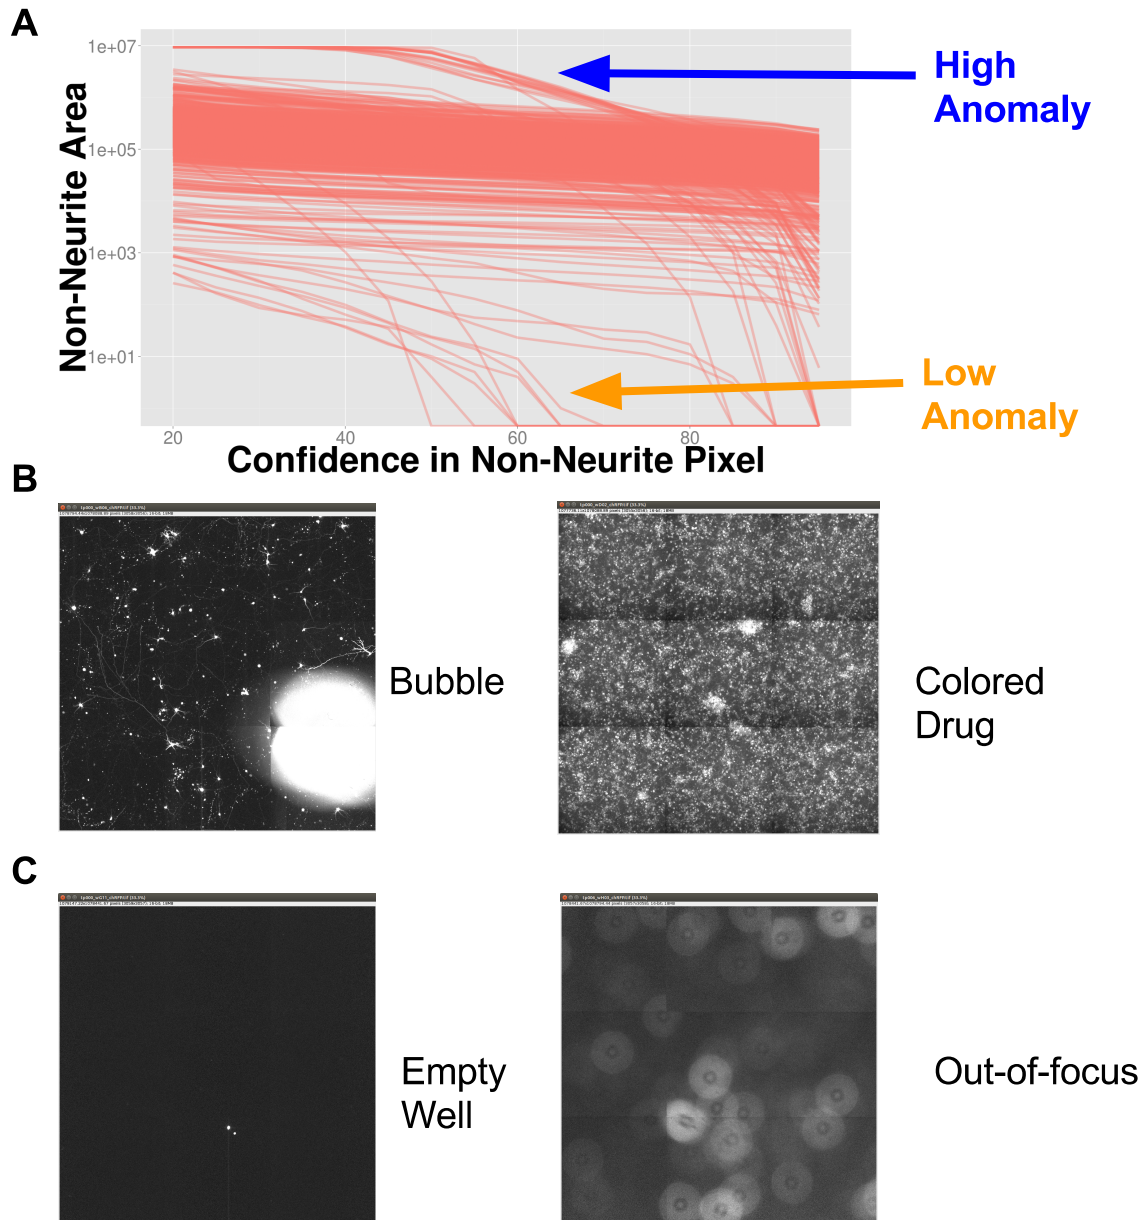 A
1e+07
1e+05
1e+03
1e+01
Non-Neurite Area
20
40
60
80
Confidence in Non-Neurite Pixel
High
Anomaly
Low
Anomaly
B
Bubble
Colored
Drug
C
Empty
Well
Out-of-focus